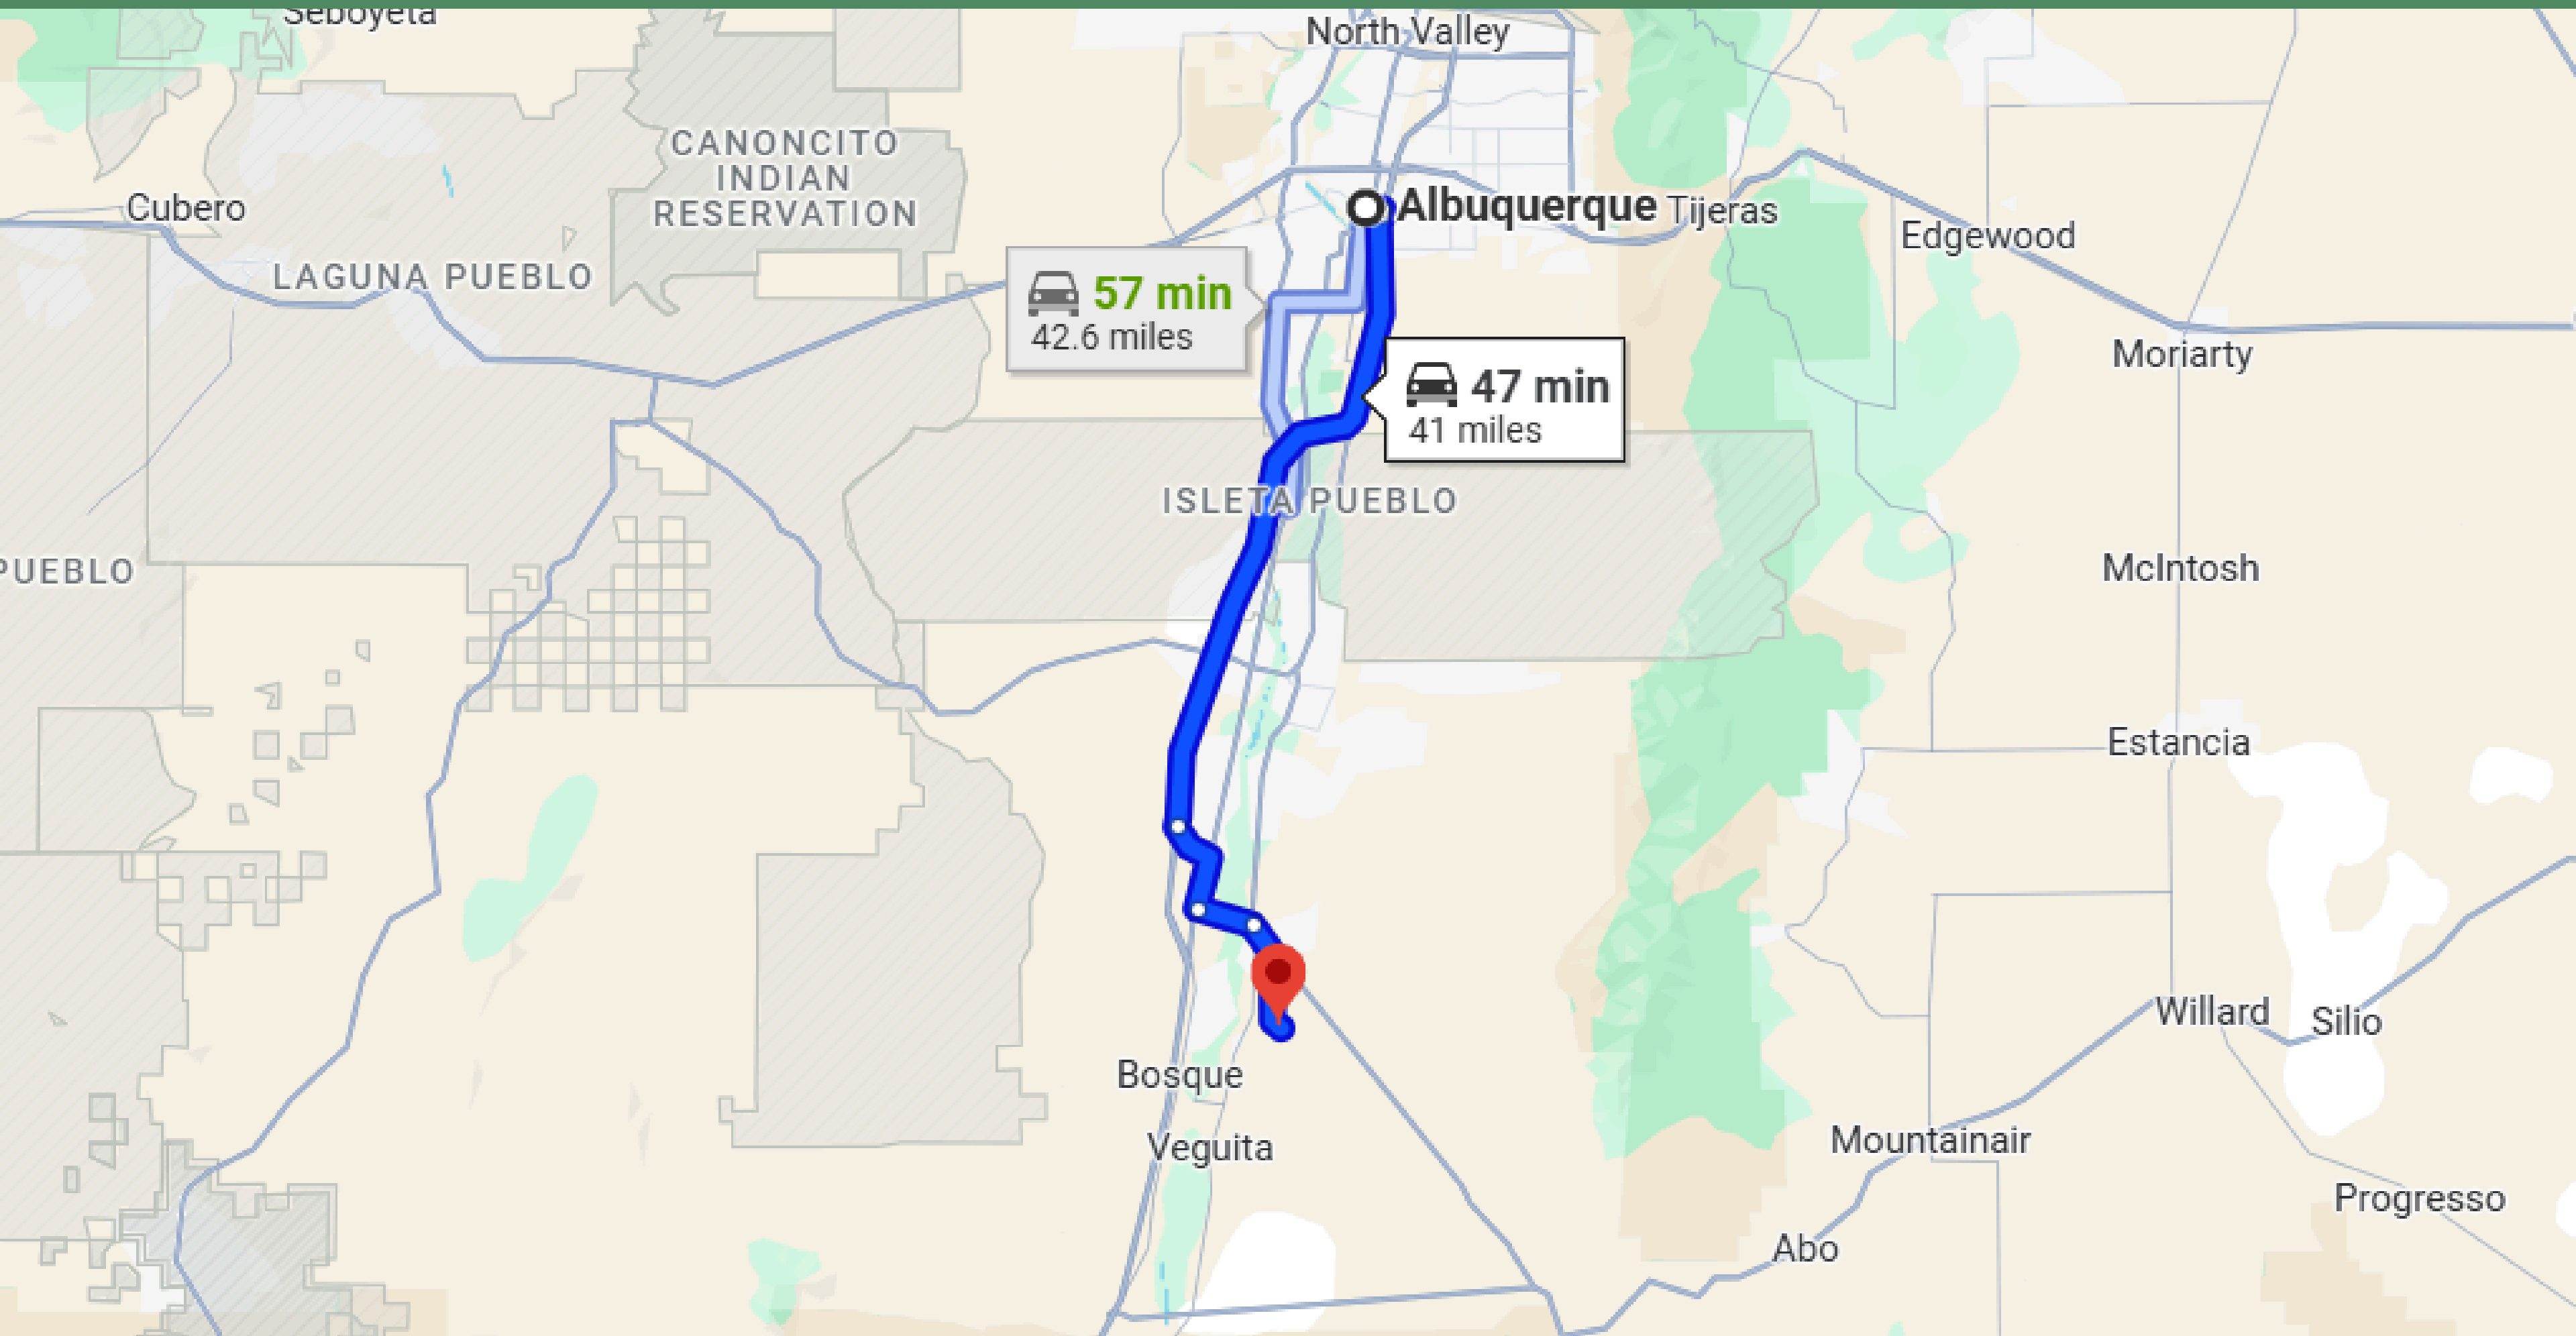 Seboyeta
North Valley
CANONCITO
INDIAN
RESERVATION
Cubero
Albuquerque
Tijeras
Edgewood
LAGUNA PUEBLO
57 min
42.6 miles
Moriarty
47 min
41 miles
ISLETA PUEBLO
PUEBLO
McIntosh
Estancia
Willard
Silio
Bosque
Veguita
Mountainair
Progresso
Abo